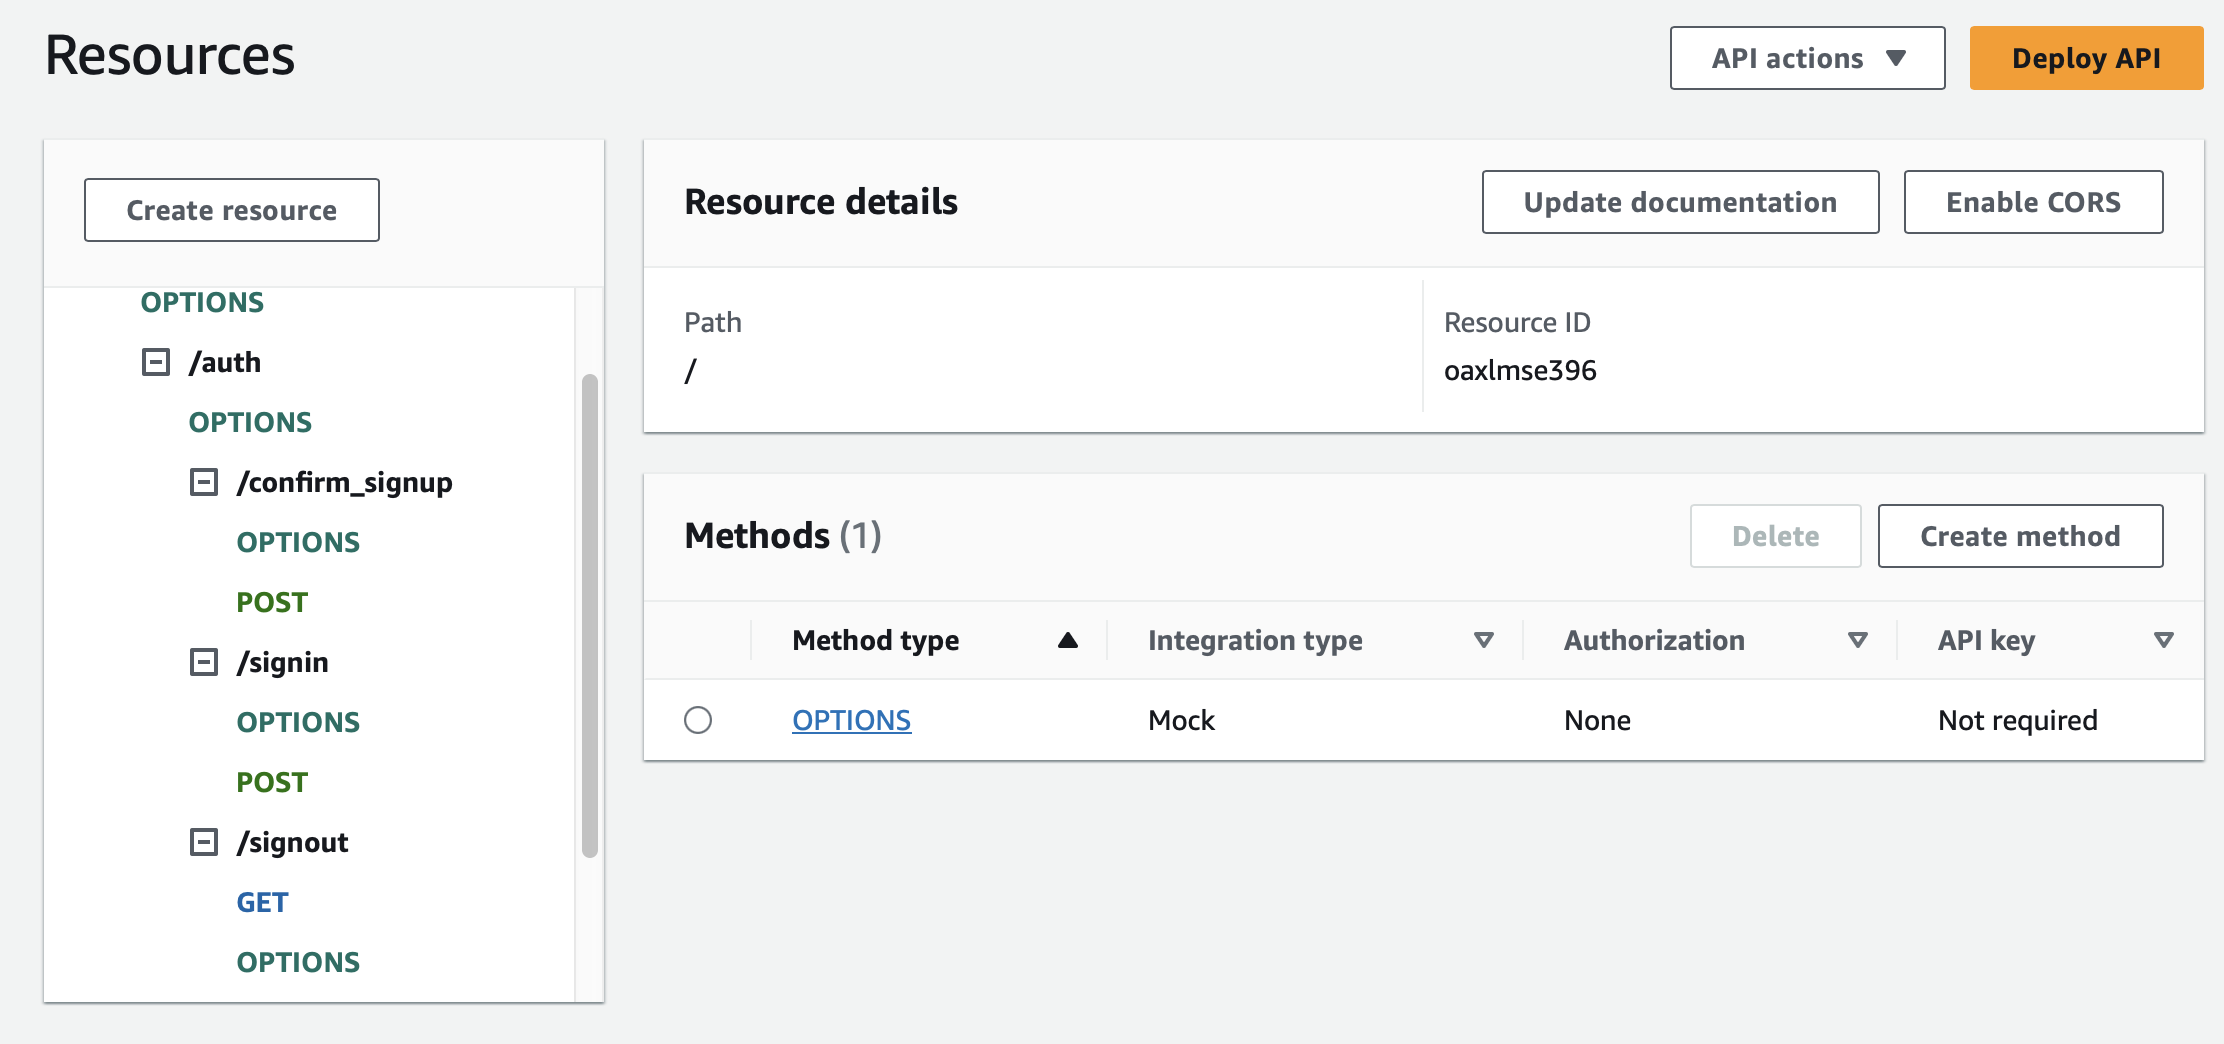 Resources
API actions
Deploy API
Create resource
OPTIONS
/auth
OPTIONS
/confirm_signup
OPTIONS
POST
/signin
OPTIONS
POST
/signout
GET
OPTIONS
Resource details
Update documentation
Enable CORS
Path
/
Resource ID
oaxlmse396
Methods (1)
Delete
Create method
Method type
Integration type
Authorization
API key
OPTIONS
Mock
None
Not required